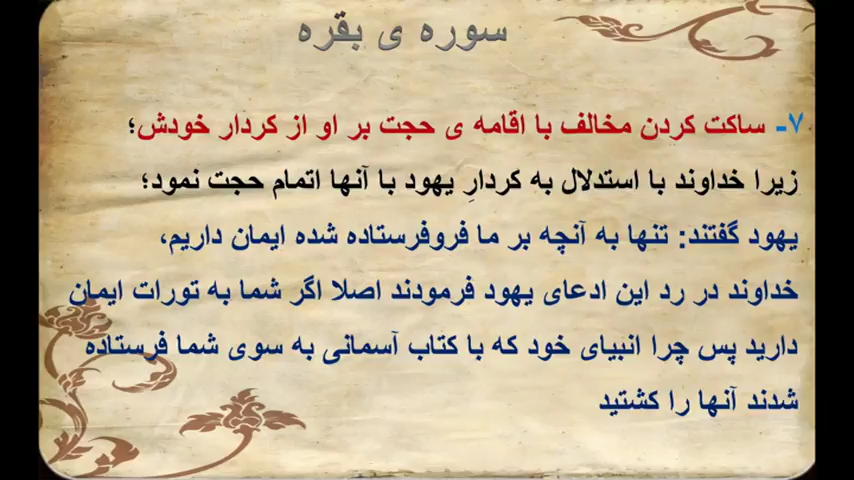 سوره ی بقره
۷- ساکت کردن مخالف با اقامه ی حجت بر او از کردار خودش؛
زیرا خداوند با استدلال به کردارِ یهود با آنها اتمام حجت نمود؛
یهود گفتند: تنها به آنچه بر ما فروفرستاده شده ایمان داریم،
خداوند در رد این ادعای یهود فرمودند اصلا اگر شما به تورات ایمان
دارید پس چرا انبیای خود که با کتاب آسمانی به سوی شما فرستاده
شدند آنها را کشتید